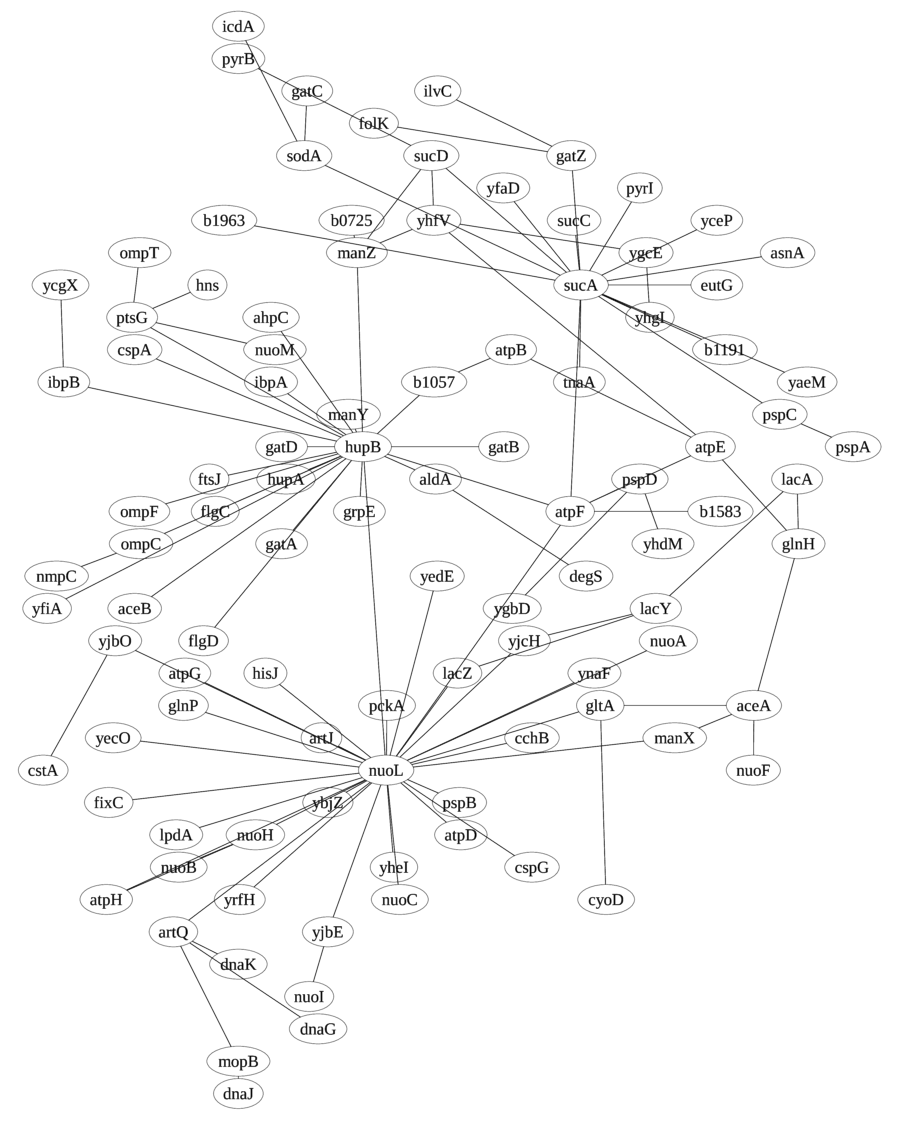 icdA
pyrB
gatC
ilvC
folK
sodA
sucD
gatZ
yfaD
pyrI
b1963
b0725
yhfV
sucC
yceP
ompT
manZ
ygcE
asnA
ycgX
hns
sucA
eutG
ptsG
ahpC
yhgI
cspA
nuoM
atpB
b1191
ibpB
ibpA
b1057
tnaA
yaeM
manY
pspC
gatD
hupB
gatB
atpE
pspA
ftsJ
hupA
aldA
pspD
lacA
ompF
flgC
grpE
atpF
b1583
ompC
gatA
yhdM
glnH
nmpC
yedE
degS
yfiA
aceB
ygbD
lacY
yjbO
flgD
yjcH
nuoA
atpG
hisJ
lacZ
ynaF
glnP
pckA
gltA
aceA
yecO
artJ
cchB
manX
cstA
nuoL
nuoF
fixC
ybjZ
pspB
lpdA
nuoH
atpD
nuoB
yheI
cspG
atpH
yrfH
nuoC
cyoD
artQ
yjbE
dnaK
nuoI
dnaG
mopB
dnaJ